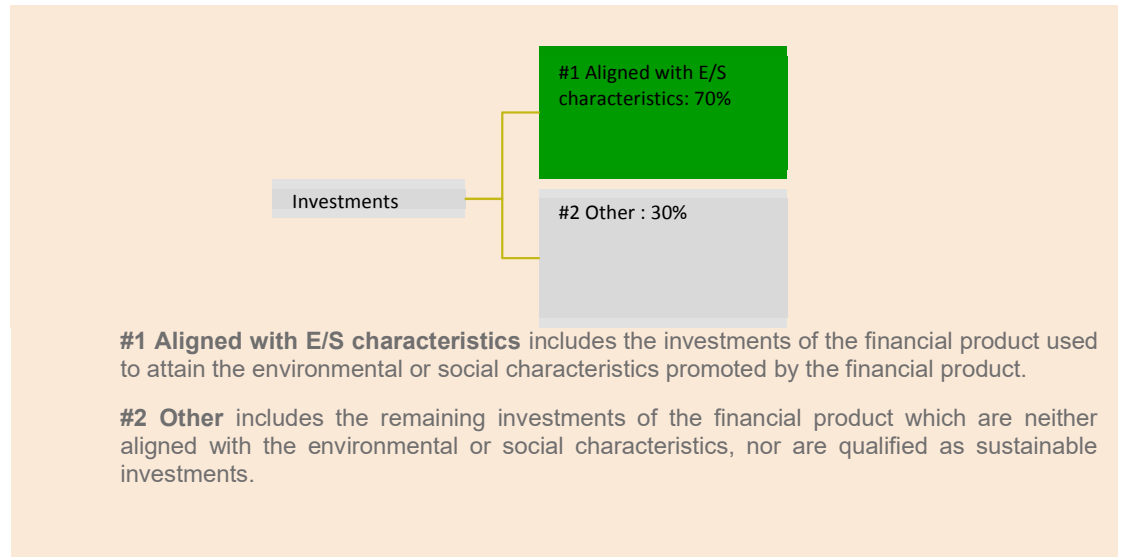 #1 Aligned with E/S
characteristics: 70%
Investments
#2 Other : 30%
#1 Aligned with E/S characteristics includes the investments of the financial product used
to attain the environmental or social characteristics promoted by the financial product.
#2 Other includes the remaining investments of the financial product which are neither
aligned with the environmental or social characteristics, nor are qualified as sustainable
investments.